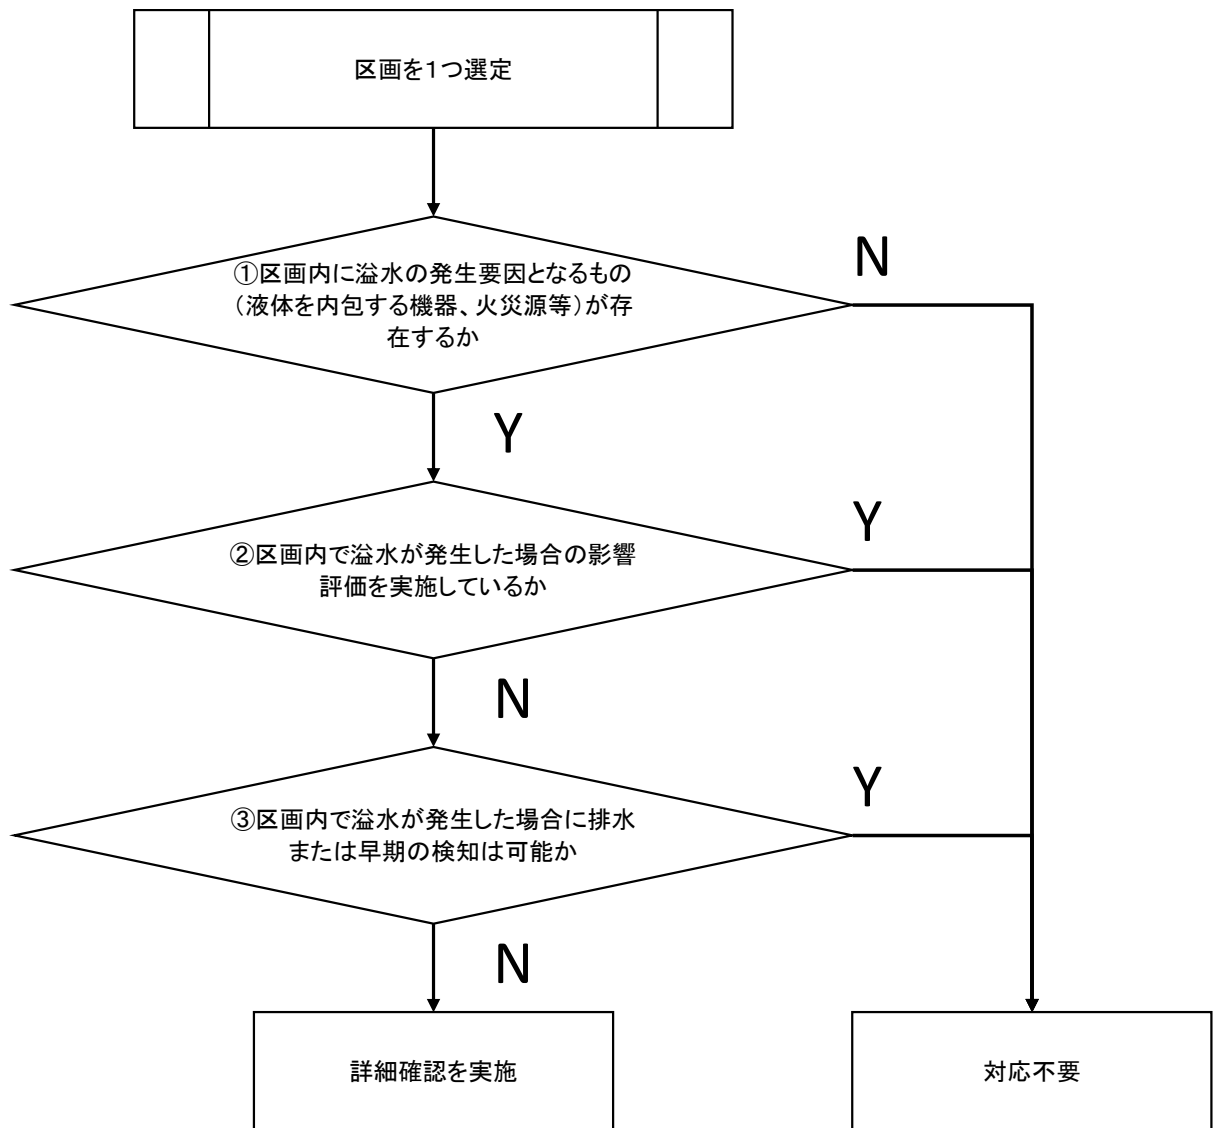 区画を１つ選定
①区画内に溢水の発生要因となるもの
（液体を内包する機器、火災源等）が存
在するか
N
Y
②区画内で溢水が発生した場合の影響
評価を実施しているか
Y
N
③区画内で溢水が発生した場合に排水
または早期の検知は可能か
Y
N
詳細確認を実施
対応不要